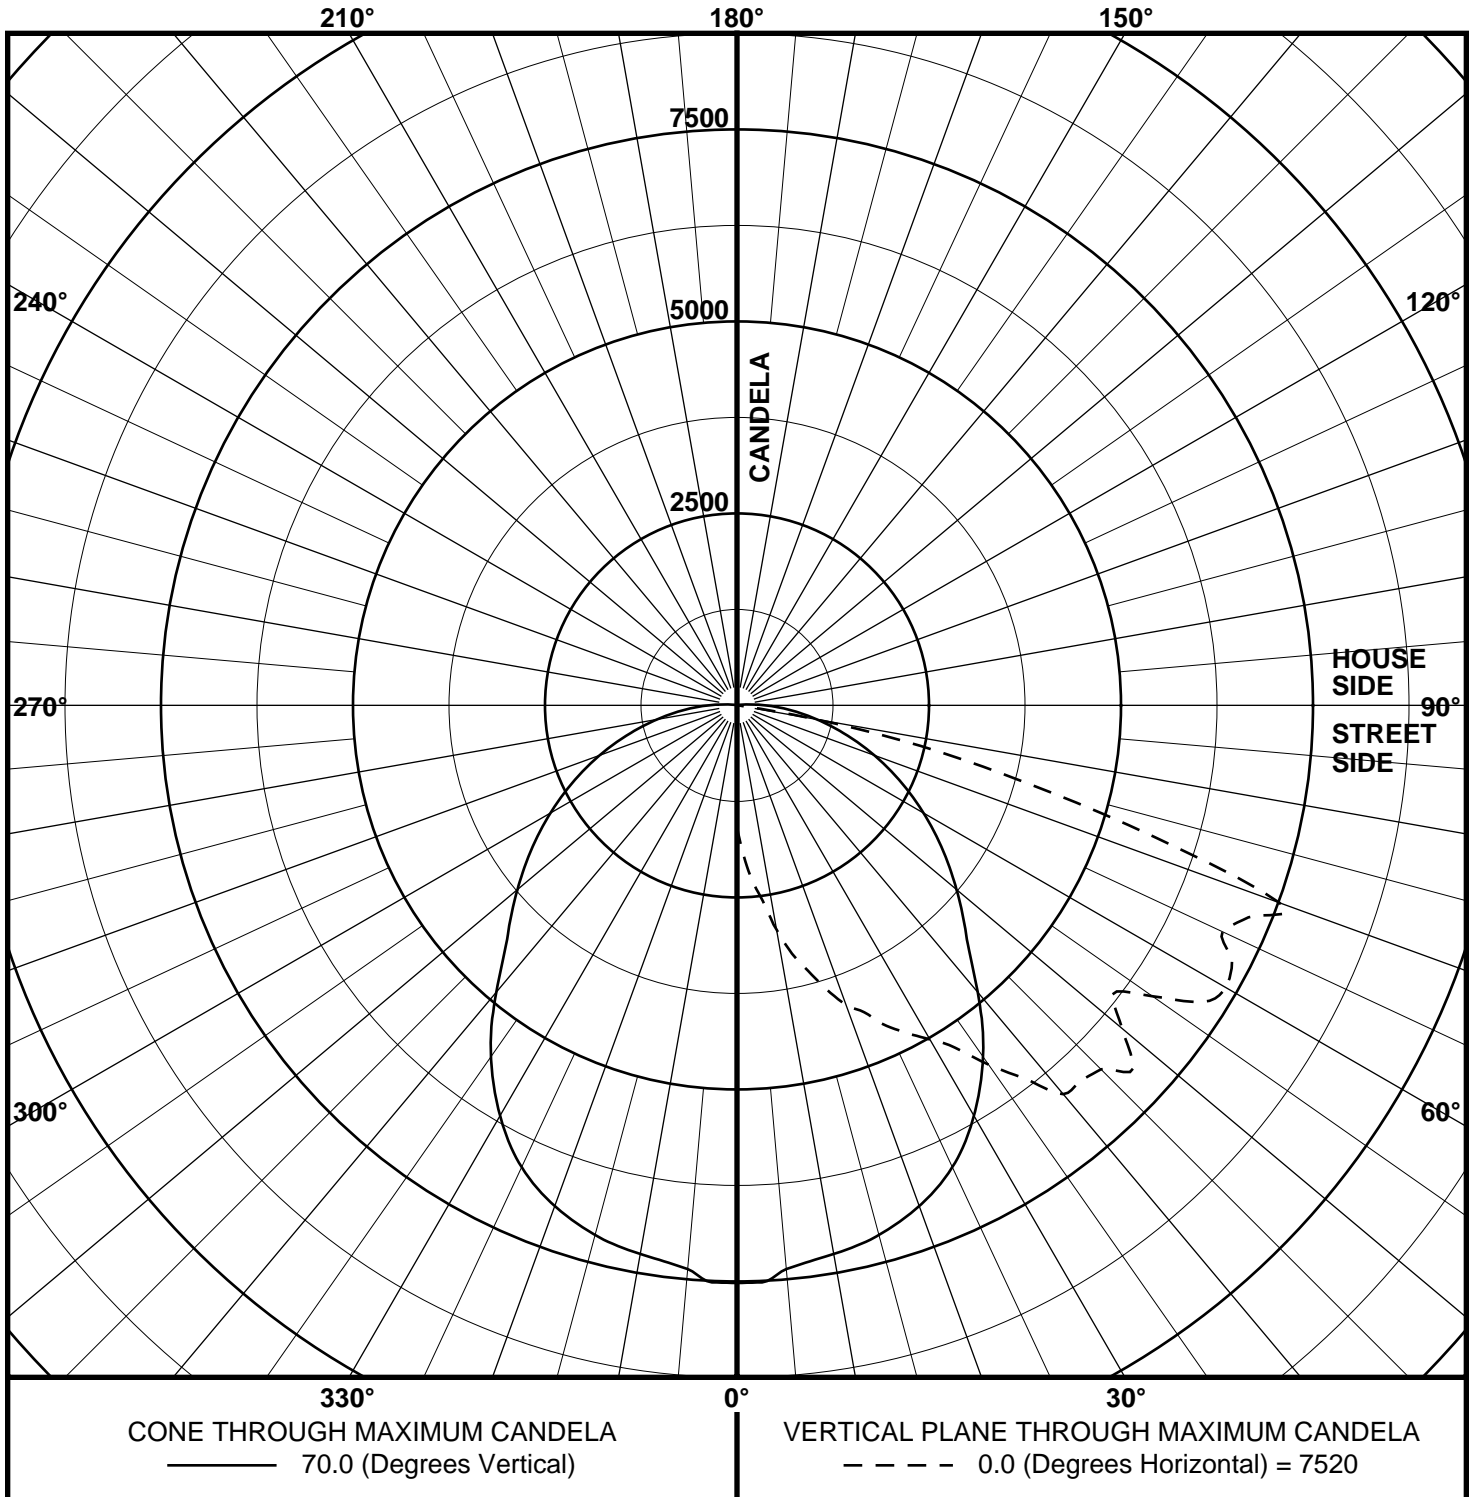 210°
180°
150°
7500
240°
120°
5000
CANDELA
2500
HOUSE
SIDE
270°
90°
STREET
SIDE
300°
60°
330°
0°
30°
CONE THROUGH MAXIMUM CANDELA
70.0 (Degrees Vertical)
VERTICAL PLANE THROUGH MAXIMUM CANDELA
0.0 (Degrees Horizontal) = 7520